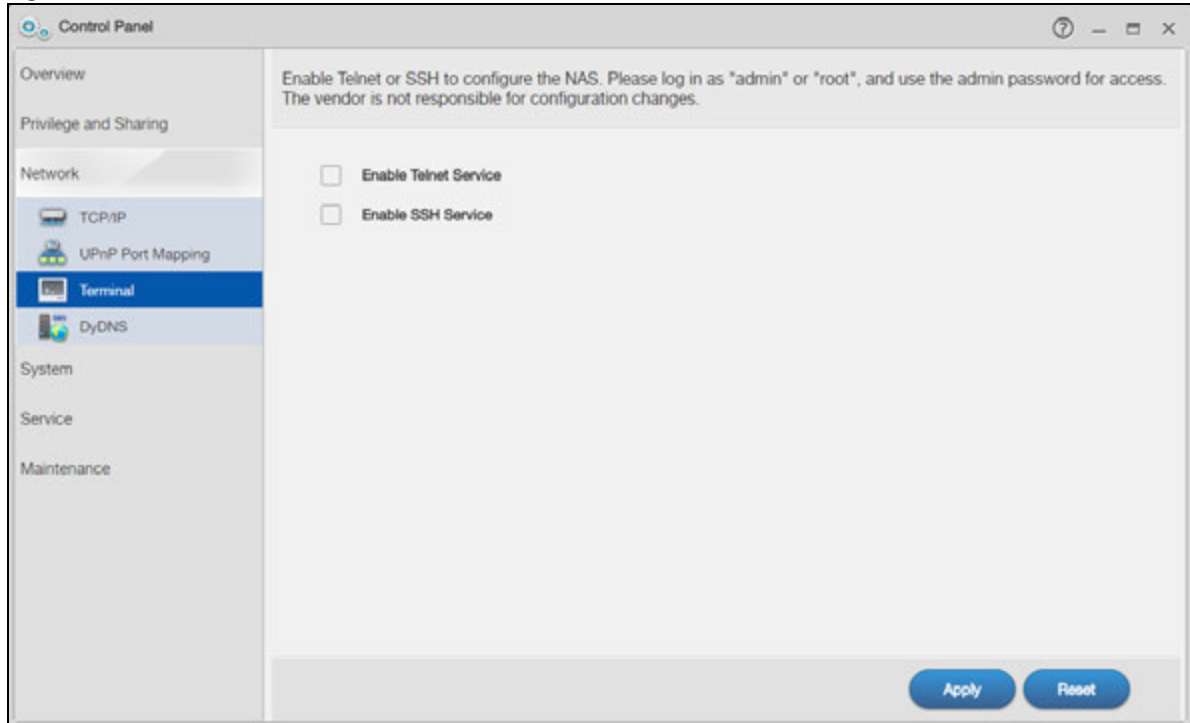 Control Panel
Overview
Privilege and Sharing
Network
TCP/IP
UPnP Port Mapping
Terminal
DyDNS
System
Service
Maintenance
Enable Telnet or SSH to configure the NAS. Please log in as "admin" or "root", and use the admin password for access.
The vendor is not responsible for configuration changes.
Enable Telnet Service
Enable SSH Service
Apply
Reset